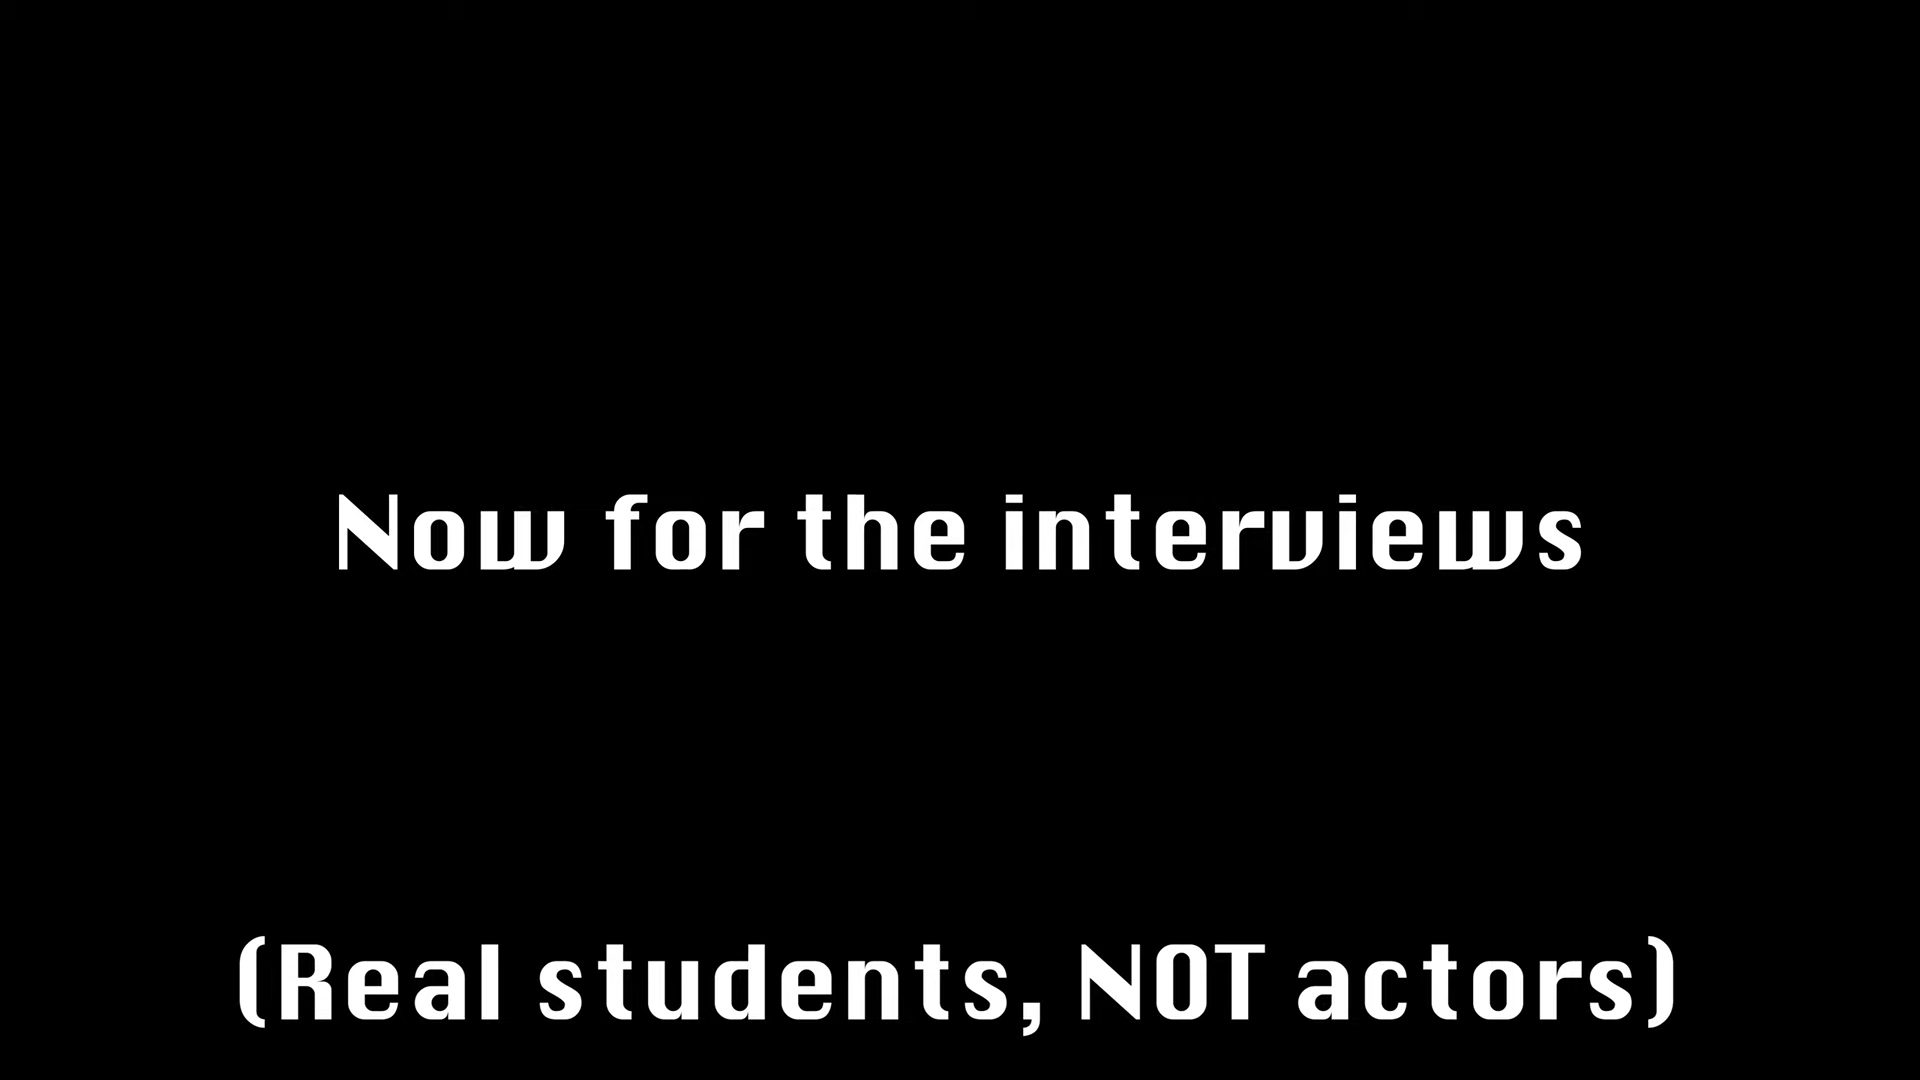 Now for the interviews
(Real students, NOT actors)